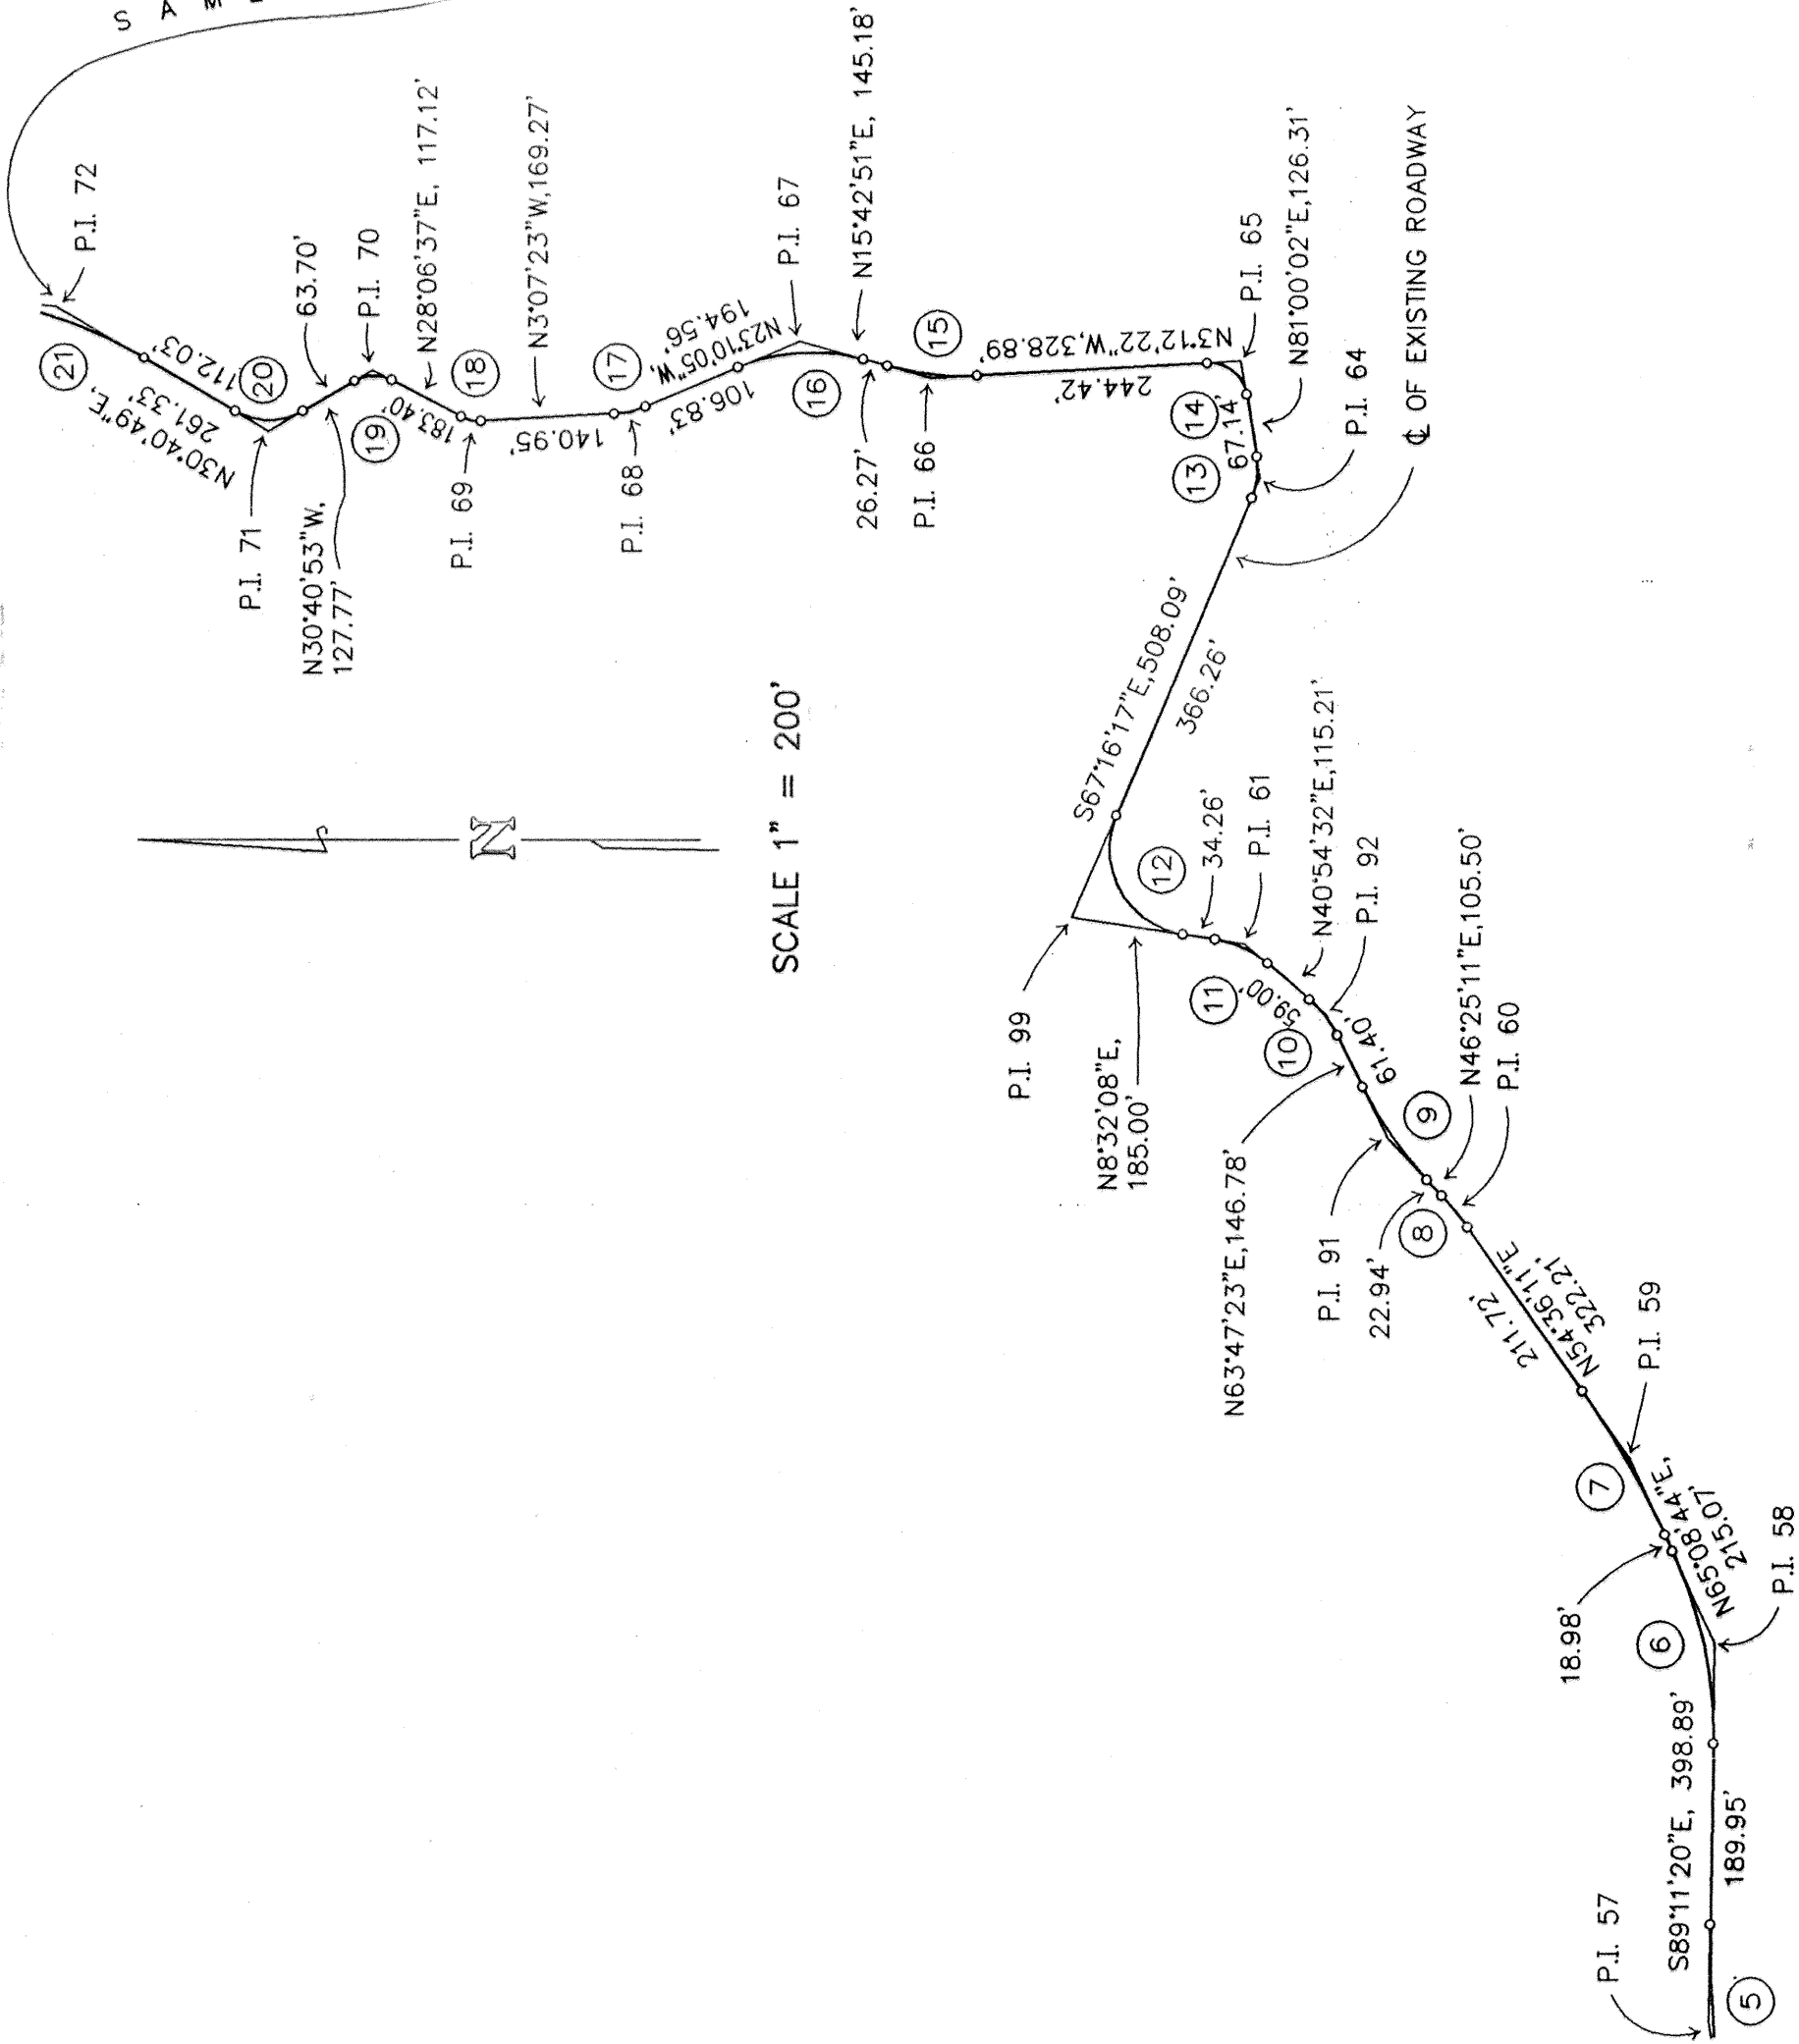 S A M
P.I. 72
21
N30°40'49"E,
261.33'
112.03'
20
63.70'
P.I. 70
P.I. 71
N28°06'37"E, 117.12'
N30°40'53"W,
127.77'
19
183.40'
18
P.I. 69
N3°07'23"W,169.27'
140.95'
17
P.I. 68
N23°10'05"W,
194.56'
106.83'
P.I. 67
16
N15°42'51"E, 145.18'
26.27'
15
P.I. 66
N3°12'22"W,328.89'
244.42'
P.I. 65
14
67.14'
N81°00'02"E,126.31'
13
P.I. 64
℄ OF EXISTING ROADWAY
S67°16'17"E,508.09'
366.26'
N
SCALE 1" = 200'
P.I. 99
12
34.26'
P.I. 61
N8°32'08"E,
185.00'
11
59.00'
N40°54'32"E,115.21'
10
P.I. 92
61.40'
N63°47'23"E,146.78'
9
N46°25'11"E,105.50'
P.I. 91
22.94'
8
P.I. 60
211.72'
N54°36'11"E
322.21'
P.I. 59
7
N65°08'44"E,
215.07'
18.98'
6
P.I. 58
S89°11'20"E, 398.89'
189.95'
P.I. 57
5